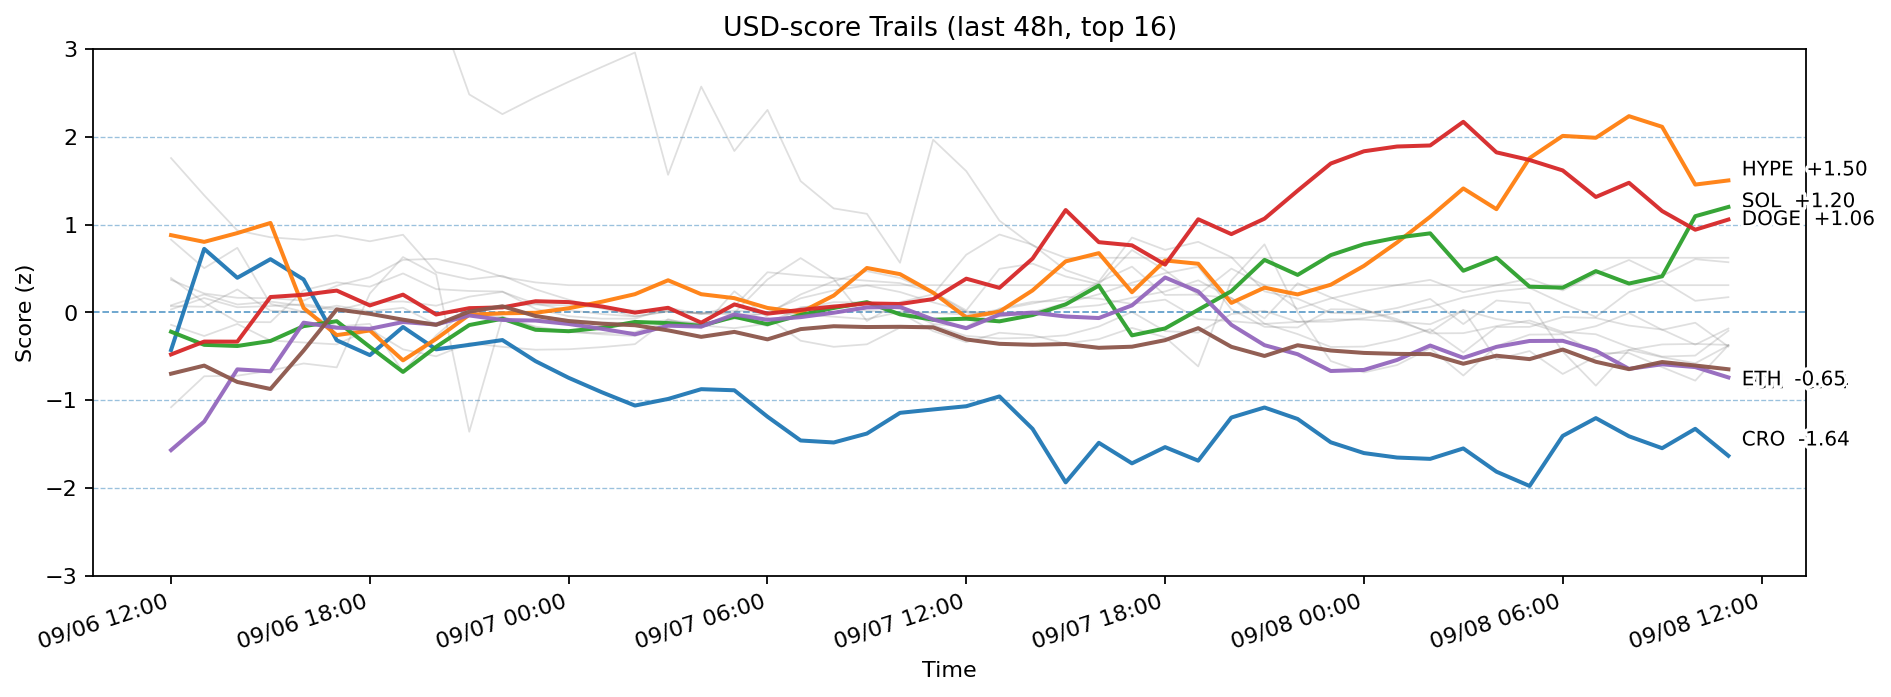 USD-score Trails (last 48h, top 16)
Score (z)
3
2
1
0
−1
−2
−3
HYPE +1.50
SOL +1.20
DOGE +1.06
ETH -0.65
CRO -1.64
09/06 12:00
09/06 18:00
09/07 00:00
09/07 06:00
09/07 12:00
09/07 18:00
09/08 00:00
09/08 06:00
09/08 12:00
Time